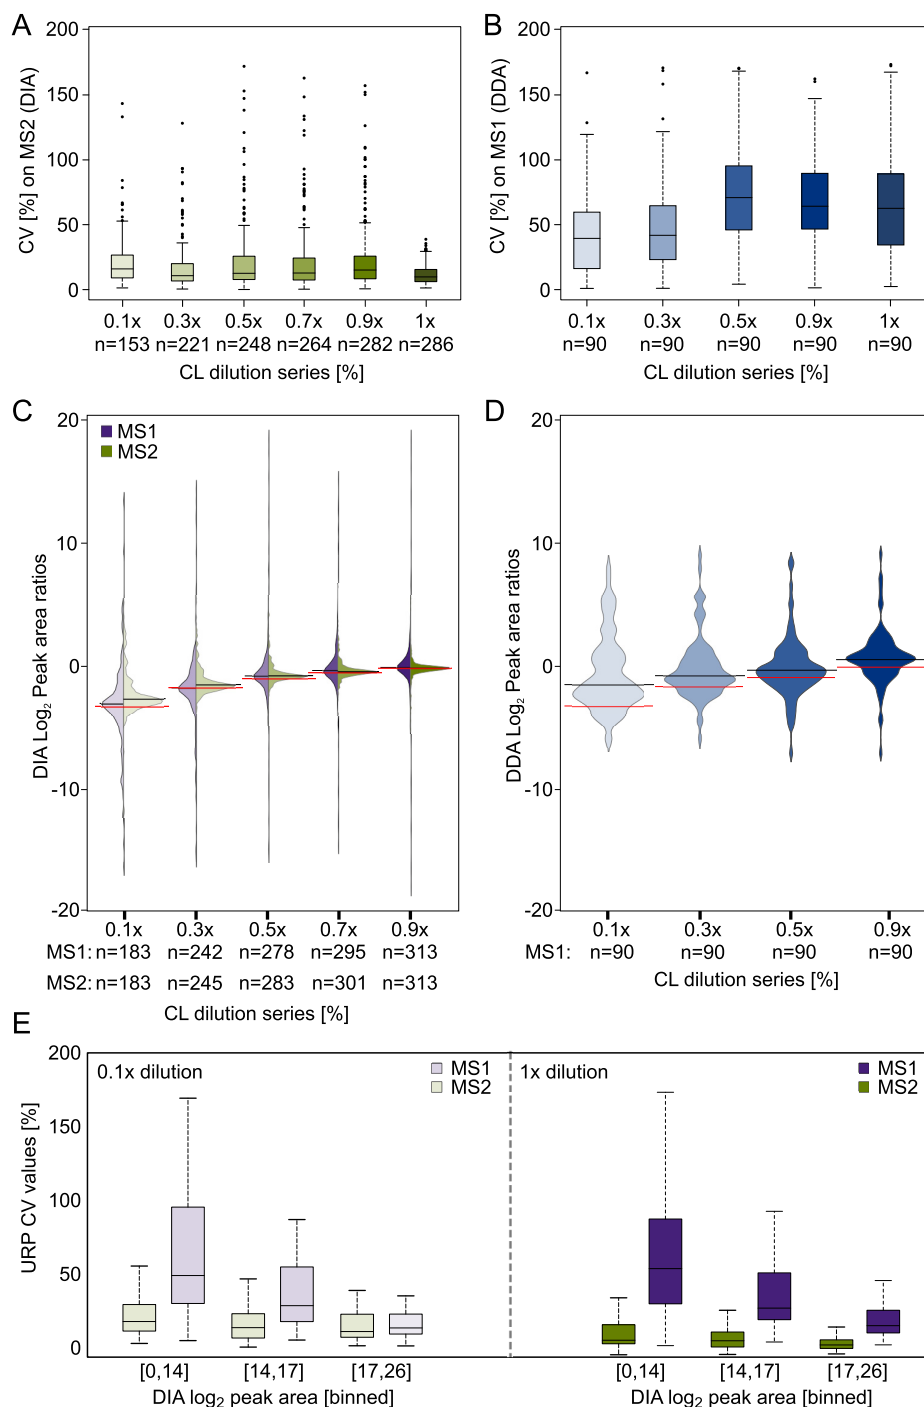 A
CV [%] on MS2 (DIA)
200
150
100
50
0
0.1x 0.3x 0.5x 0.7x 0.9x 1x
n=153 n=221 n=248 n=264 n=282 n=286
CL dilution series [%]
B
CV [%] on MS1 (DDA)
200
150
100
50
0
0.1x 0.3x 0.5x 0.9x 1x
n=90 n=90 n=90 n=90 n=90
CL dilution series [%]
C
DIA Log2 Peak area ratios
MS1
MS2
20
10
0
-10
-20
0.1x 0.3x 0.5x 0.7x 0.9x
MS1: n=183 n=242 n=278 n=295 n=313
MS2: n=183 n=245 n=283 n=301 n=313
CL dilution series [%]
D
DDA Log2 Peak area ratios
20
10
0
-10
-20
0.1x 0.3x 0.5x 0.9x
MS1: n=90 n=90 n=90 n=90
CL dilution series [%]
E
URP CV values [%]
200
150
100
50
0
0.1x dilution
MS1
MS2
[0,14] [14,17] [17,26]
DIA log2 peak area [binned]
1x dilution
MS1
MS2
[0,14] [14,17] [17,26]
DIA log2 peak area [binned]